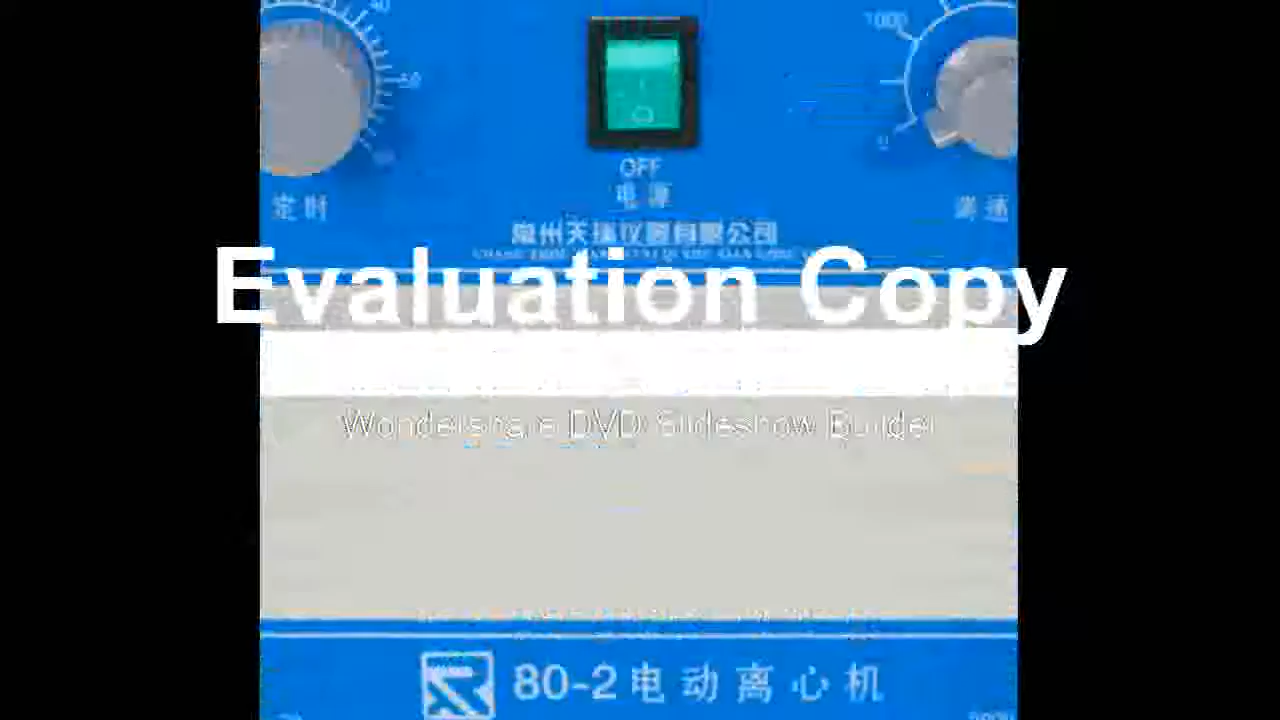 1000
0
OFF
电源
定时
调速
常州天瑞仪器有限公司
Evaluation Copy
Wondershare DVD Slideshow Builder
80-2电动离心机